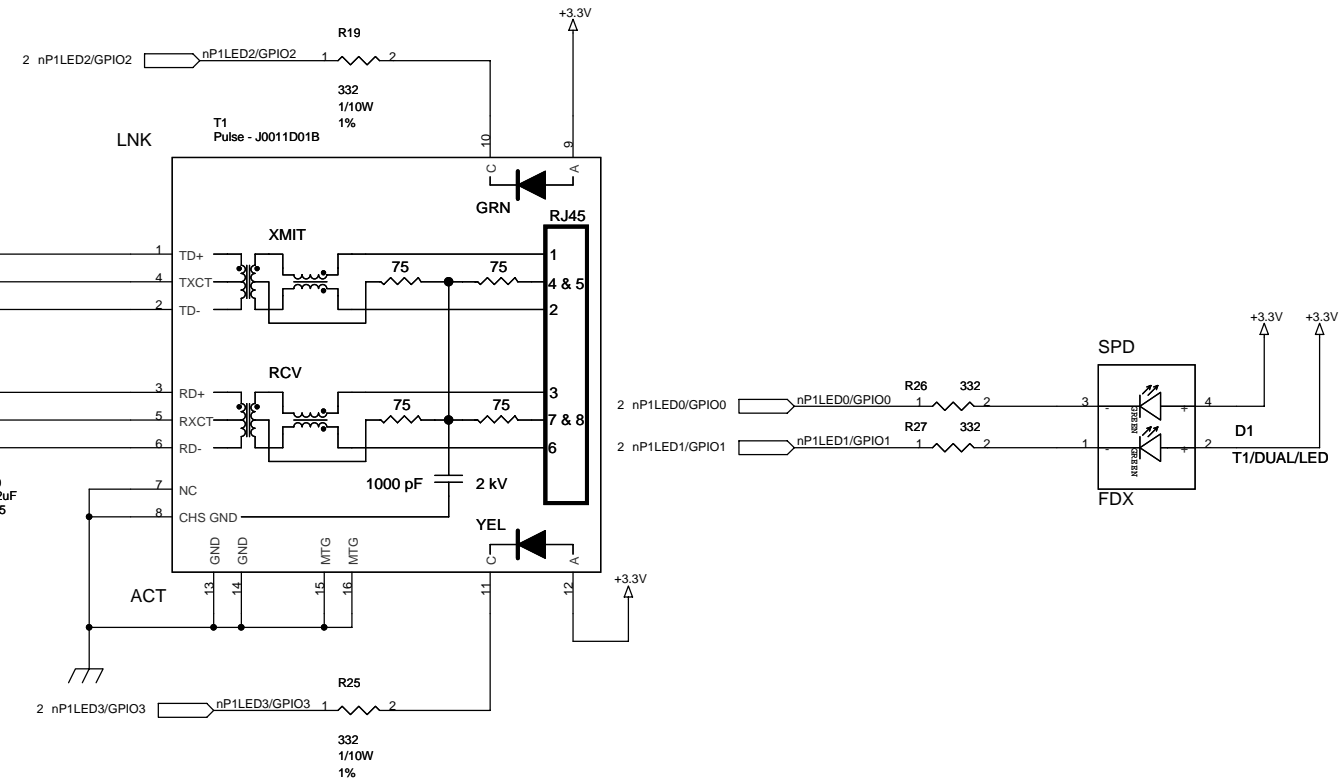 +3.3V
R19
2 nP1LED2/GPIO2
nP1LED2/GPIO2
1
2
332
1/10W
1%
T1
Pulse - J0011D01B
LNK
10
9
C
A
GRN
RJ45
XMIT
1
TD+
4
TXCT
2
TD-
75
75
1
4 & 5
2
RCV
3
RD+
5
RXCT
6
RD-
75
75
3
7 & 8
6
7
NC
8
CHS GND
1000 pF
2 kV
YEL
C
A
GND
GND
MTG
MTG
13
14
15
16
11
12
ACT
+3.3V
2uF
5
R25
2 nP1LED3/GPIO3
nP1LED3/GPIO3
1
2
332
1/10W
1%
+3.3V
+3.3V
SPD
R26
332
2 nP1LED0/GPIO0
nP1LED0/GPIO0
1
2
3
-
GREEN
+
4
R27
332
2 nP1LED1/GPIO1
nP1LED1/GPIO1
1
2
1
-
GREEN
+
2
D1
T1/DUAL/LED
FDX